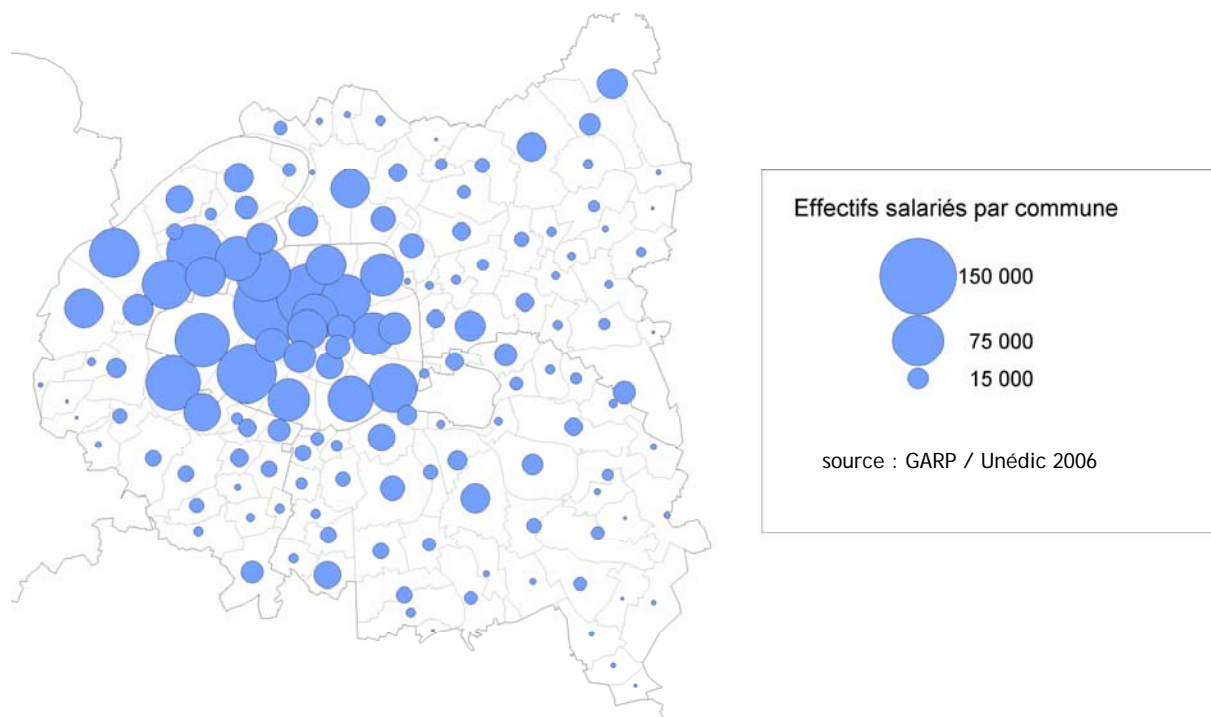 Effectifs salariés par commune
150 000
75 000
15 000
source : GARP / Unédic 2006